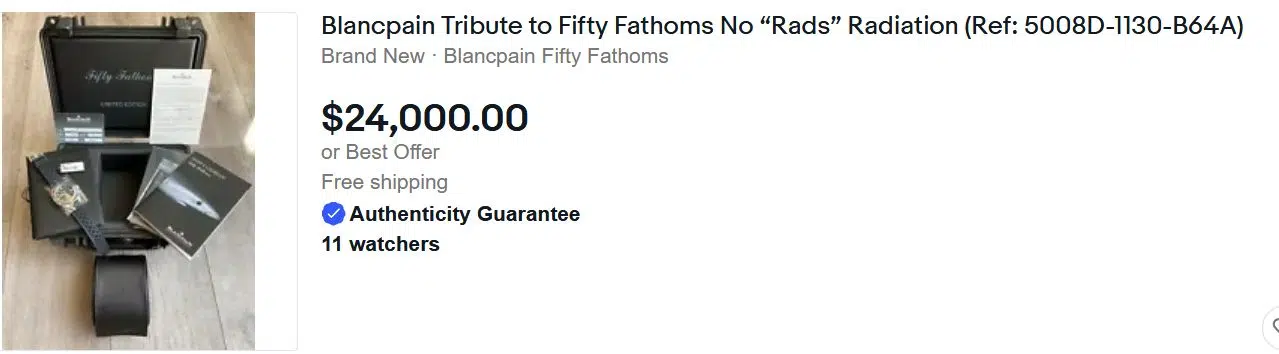 Blancpain Tribute to Fifty Fathoms No “Rads” Radiation (Ref: 5008D-1130-B64A)
Brand New · Blancpain Fifty Fathoms
$24,000.00
or Best Offer
Free shipping
Authenticity Guarantee
11 watchers
Fifty Fathoms
LIMITED EDITION